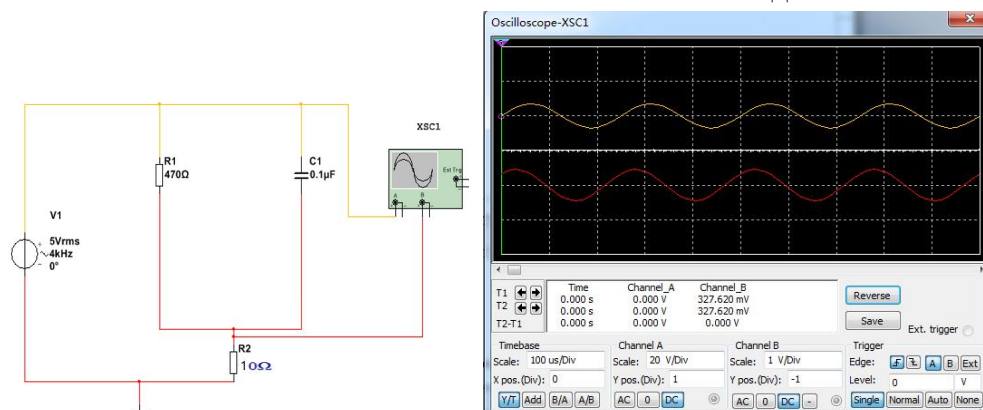 Oscilloscope-XSC1
XSC1
Ext Trg
A
B
R1
470Ω
C1
0.1μF
V1
5Vrms
4kHz
0°
R2
10Ω
T1
T2
T2-T1
Time Channel_A Channel_B
0.000 s 0.000 V 327.620 mV
0.000 s 0.000 V 327.620 mV
0.000 s 0.000 V 0.000 V
Reverse
Save
Ext. trigger
Timebase
Scale: 100 us/Div
X pos.(Div): 0
Y/T Add B/A A/B
Channel A
Scale: 20 V/Div
Y pos.(Div): 1
AC 0 DC
Channel B
Scale: 1 V/Div
Y pos.(Div): -1
AC 0 DC -
Trigger
Edge: A B Ext
Level: 0 V
Single Normal Auto None